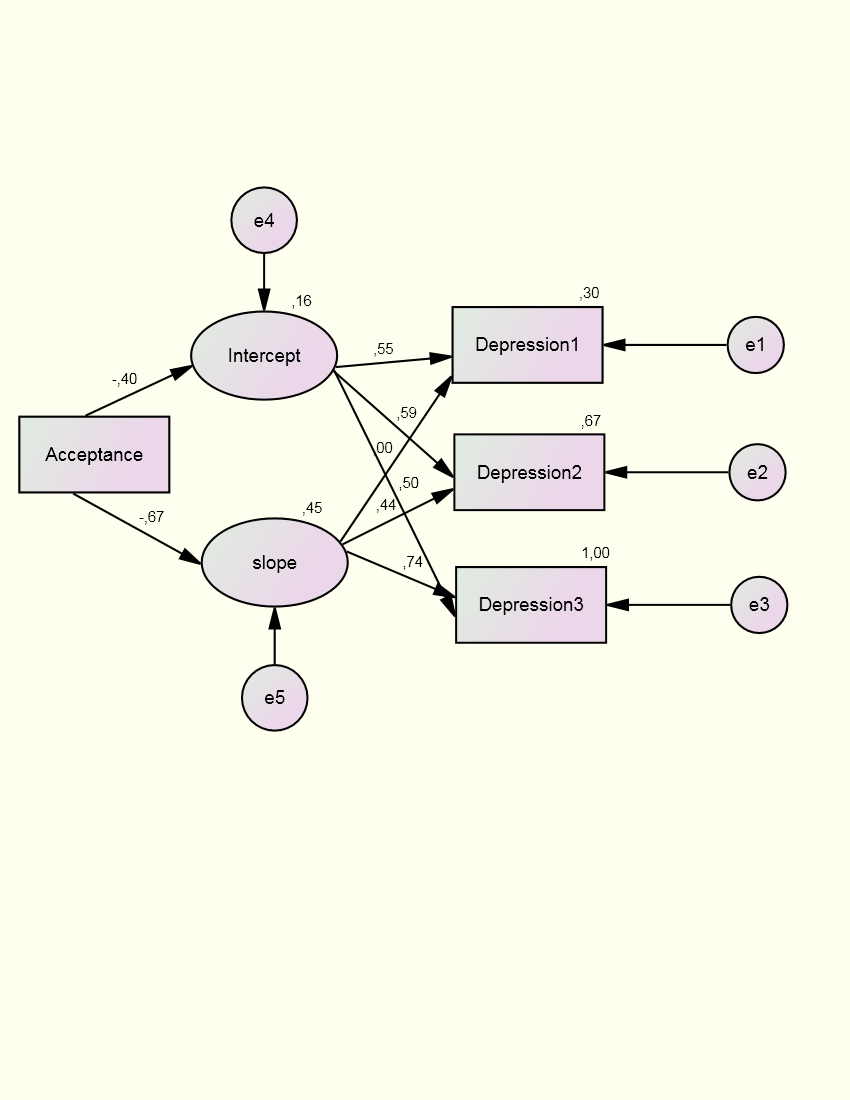 e4
,16
,30
Intercept
,55
Depression1
e1
-,40
,59
,67
Acceptance
,00
Depression2
e2
,50
-,67
,45
,44
1,00
slope
,74
Depression3
e3
e5